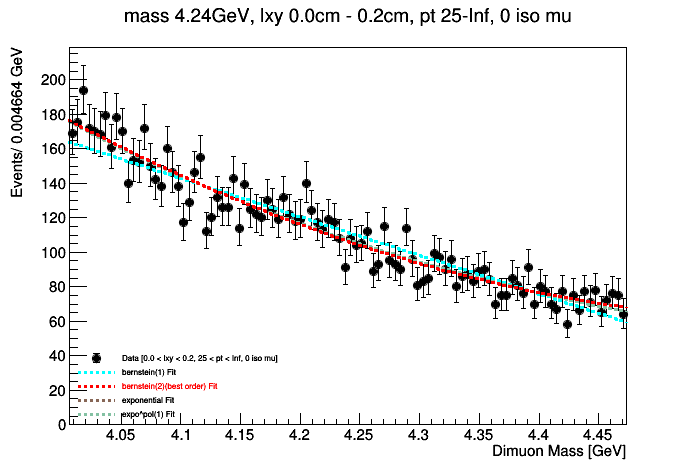 mass 4.24GeV, lxy 0.0cm - 0.2cm, pt 25-Inf, 0 iso mu
Events/ 0.004664 GeV
200
180
160
140
120
100
80
60
40
20
0
Data [0.0 < lxy < 0.2, 25 < pt < Inf, 0 iso mu]
bernstein(1) Fit
bernstein(2)(best order) Fit
exponential Fit
expo*pol(1) Fit
4.05 4.1 4.15 4.2 4.25 4.3 4.35 4.4 4.45
Dimuon Mass [GeV]